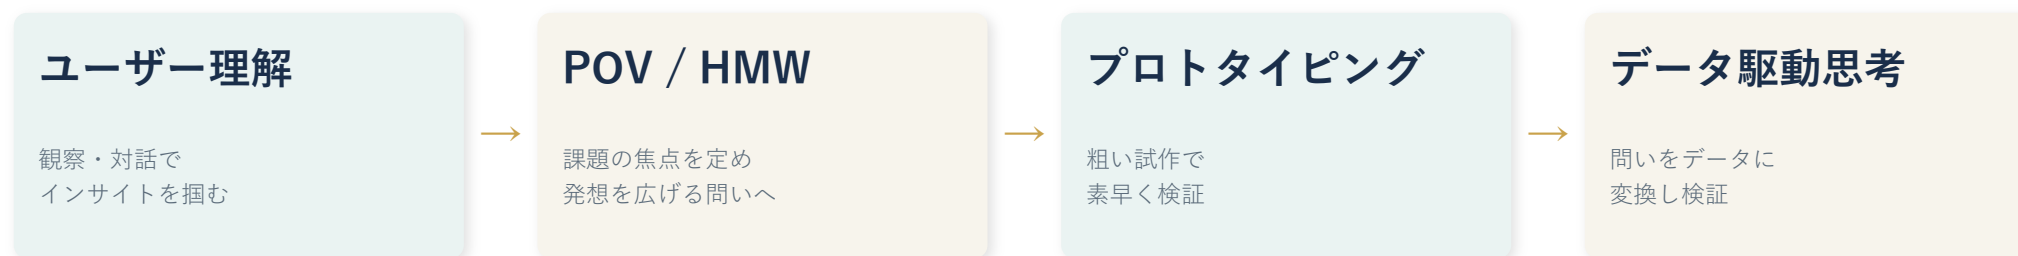 ユーザー理解
観察・対話で
インサイトを掴む
→
POV / HMW
課題の焦点を定め
発想を広げる問いへ
→
プロトタイピング
粗い試作で
素早く検証
→
データ駆動思考
問いをデータに
変換し検証